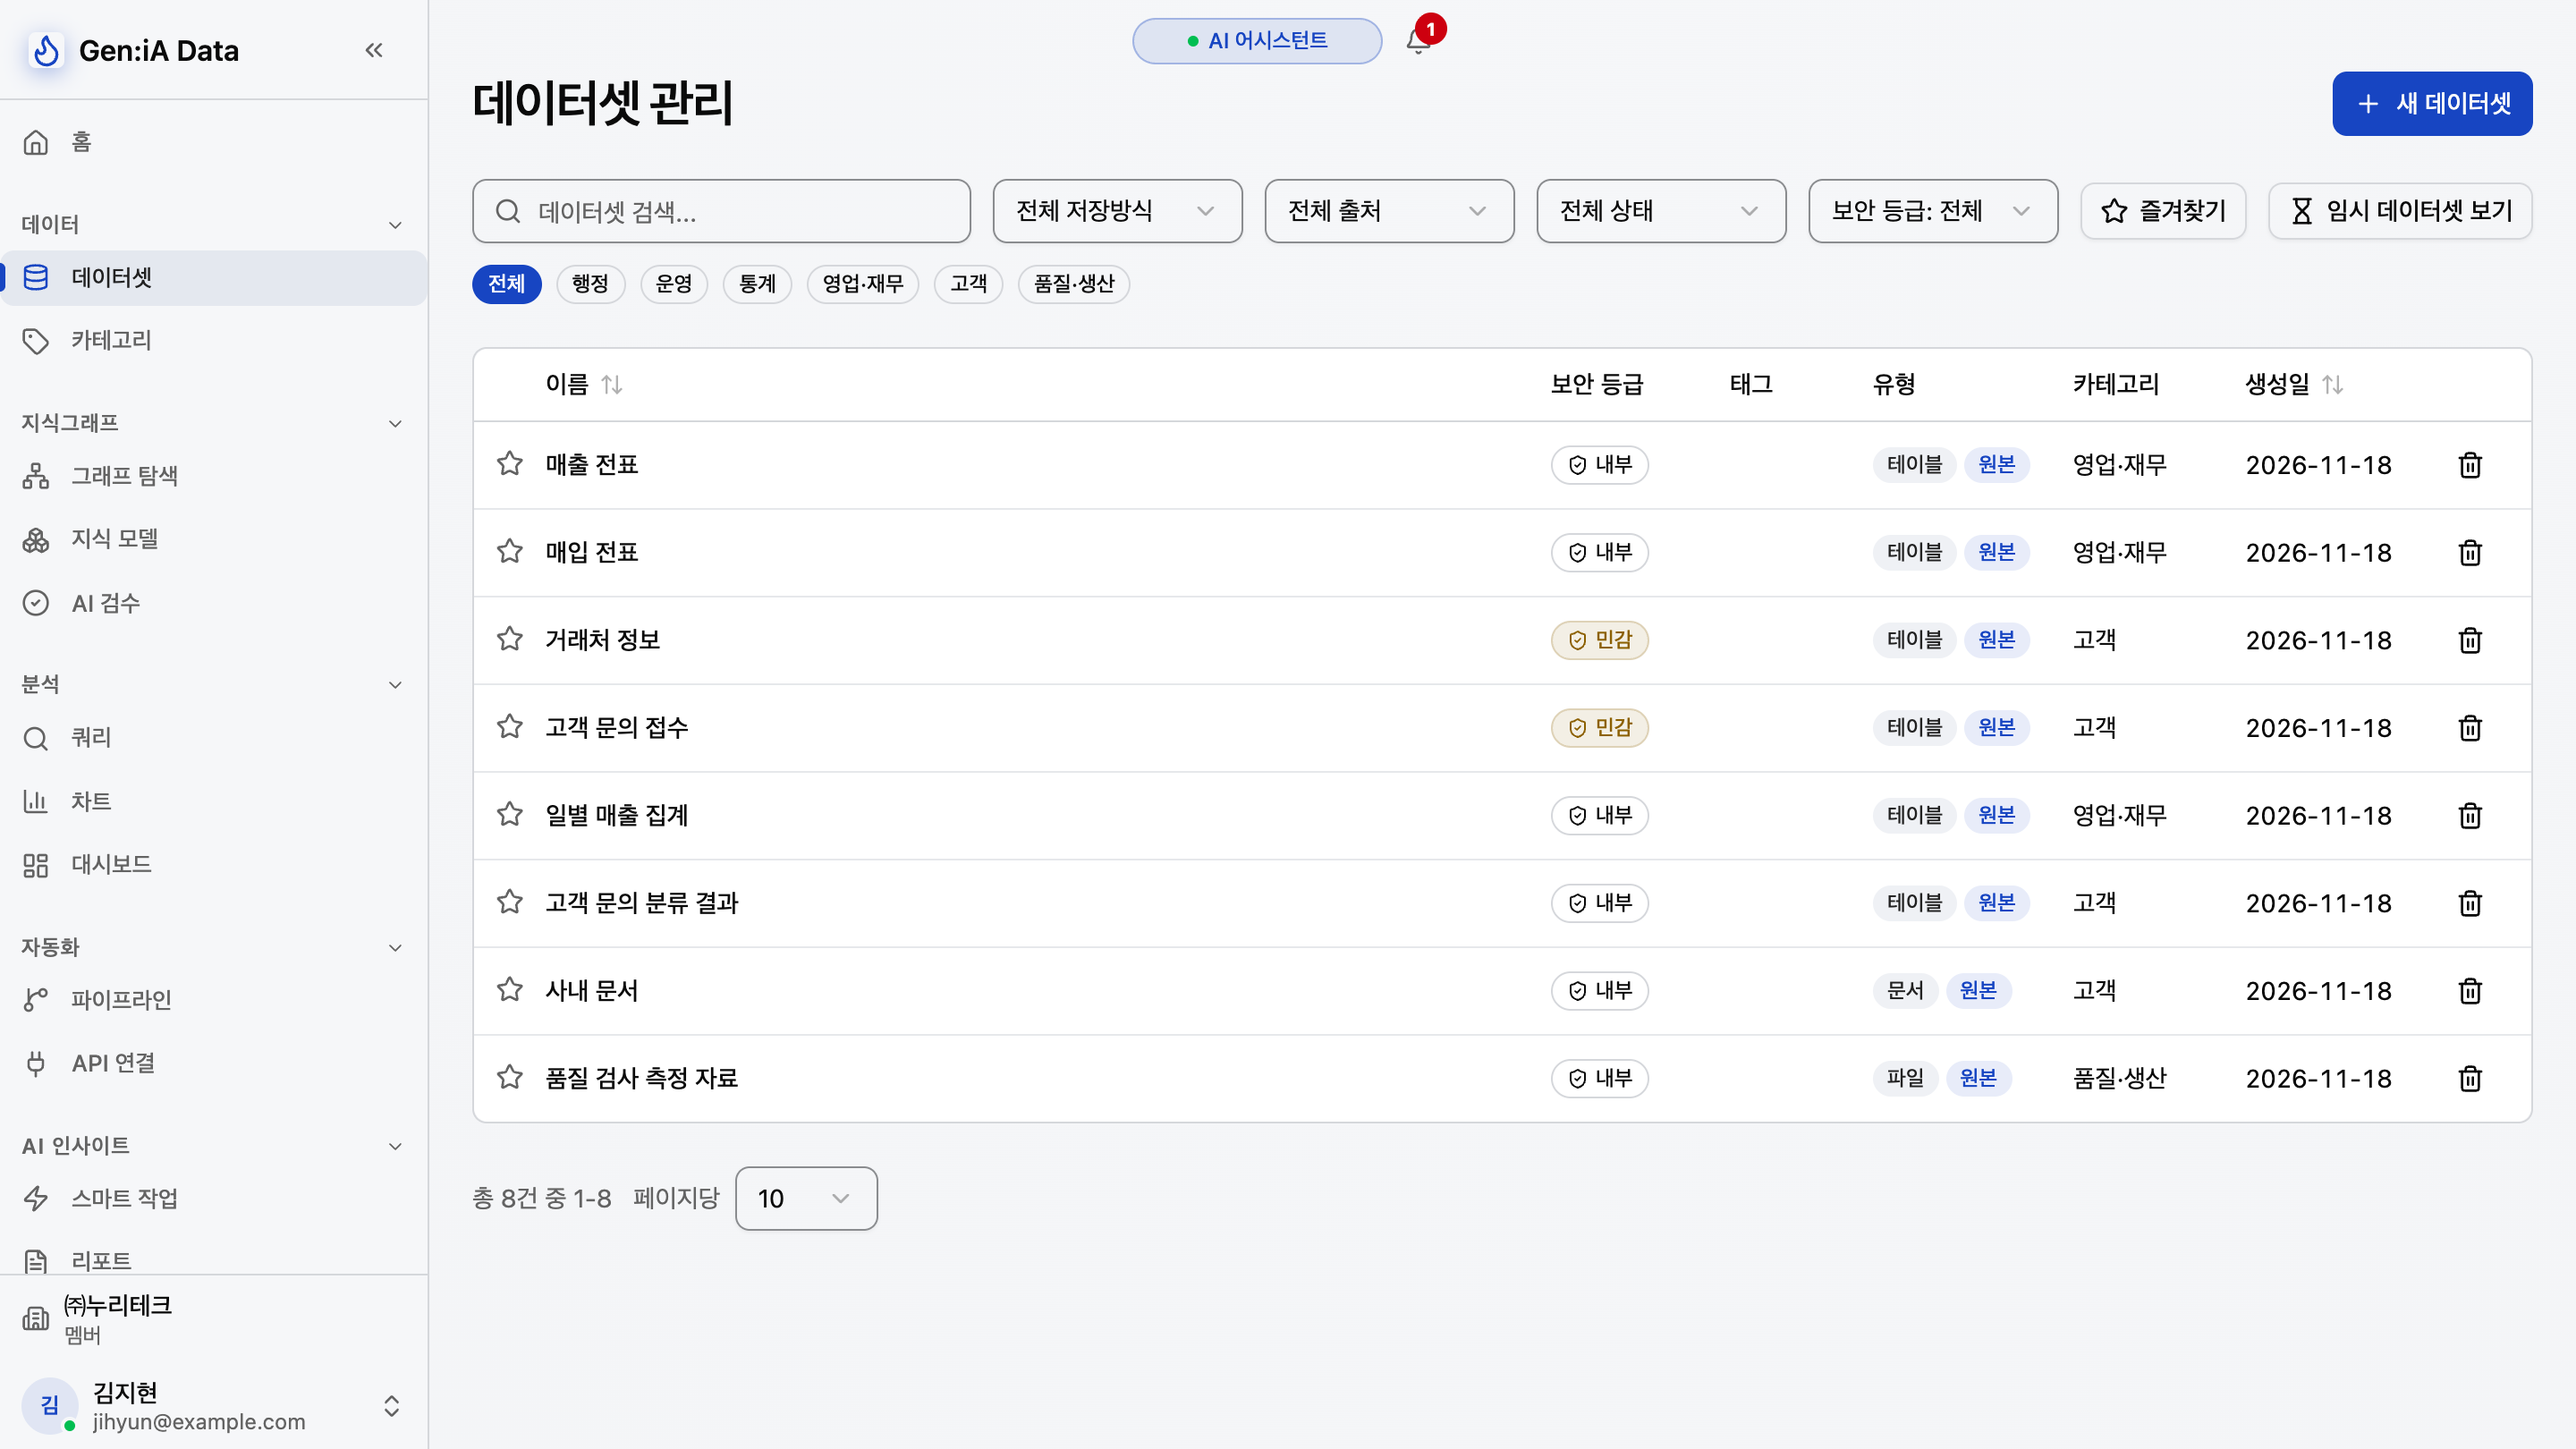 Gen:iA Data
홈
데이터
데이터셋
카테고리
지식그래프
그래프 탐색
지식 모델
AI 검수
분석
쿼리
차트
대시보드
자동화
파이프라인
API 연결
AI 인사이트
스마트 작업
리포트
㈜누리테크
멤버
김
김지현
jihyun@example.com
AI 어시스턴트
1
데이터셋 관리
새 데이터셋
데이터셋 검색...
전체 저장방식
전체 출처
전체 상태
보안 등급: 전체
즐겨찾기
임시 데이터셋 보기
전체 행정 운영 통계 영업·재무 고객 품질·생산
이름 보안 등급 태그 유형 카테고리 생성일
매출 전표 내부 테이블 원본 영업·재무 2026-11-18
매입 전표 내부 테이블 원본 영업·재무 2026-11-18
거래처 정보 민감 테이블 원본 고객 2026-11-18
고객 문의 접수 민감 테이블 원본 고객 2026-11-18
일별 매출 집계 내부 테이블 원본 영업·재무 2026-11-18
고객 문의 분류 결과 내부 테이블 원본 고객 2026-11-18
사내 문서 내부 문서 원본 고객 2026-11-18
품질 검사 측정 자료 내부 파일 원본 품질·생산 2026-11-18
총 8건 중 1-8 페이지당 10